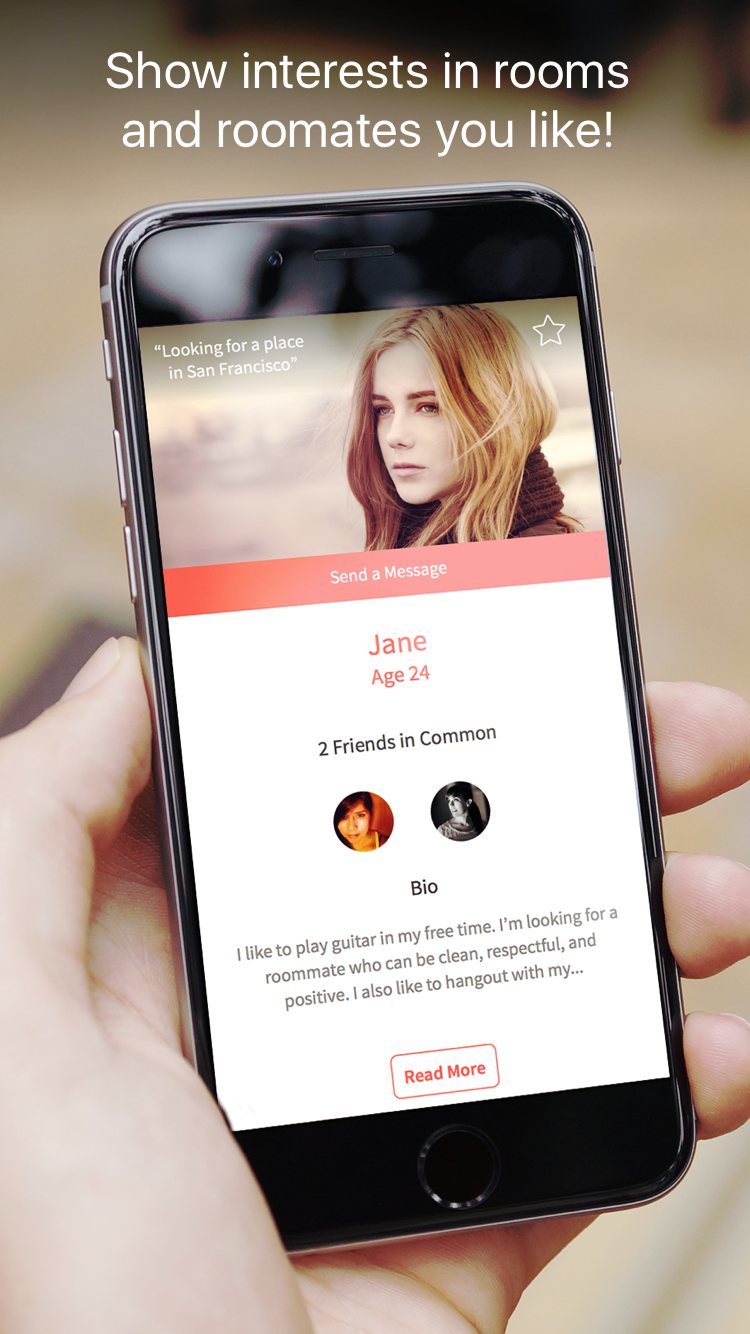 Show interests in rooms
and roomates you like!
“Looking for a place
in San Francisco”
Send a Message
Jane
Age 24
2 Friends in Common
Bio
I like to play guitar in my free time. I’m looking for a
roommate who can be clean, respectful, and
positive. I also like to hangout with my...
Read More